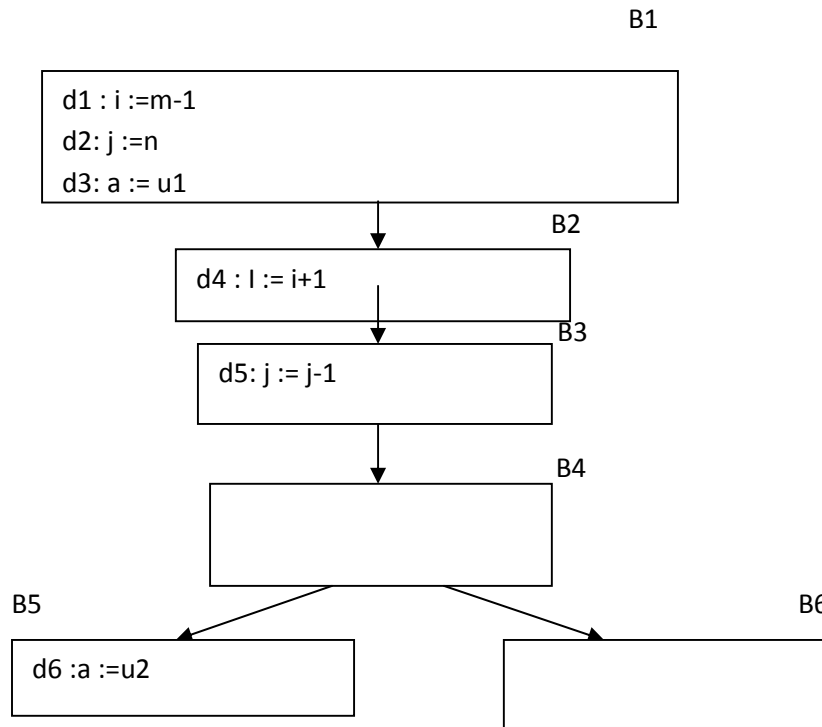 B1
d1 : i :=m-1
d2: j :=n
d3: a := u1
B2
d4 : I := i+1
B3
d5: j := j-1
B4
B5
B6
d6 :a :=u2